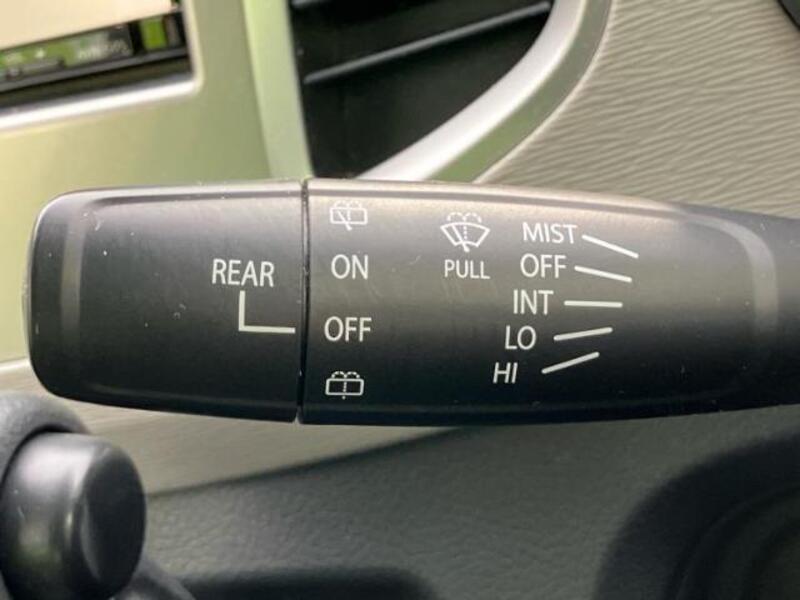 REAR
ON
OFF
PULL
MIST
OFF
INT
LO
HI